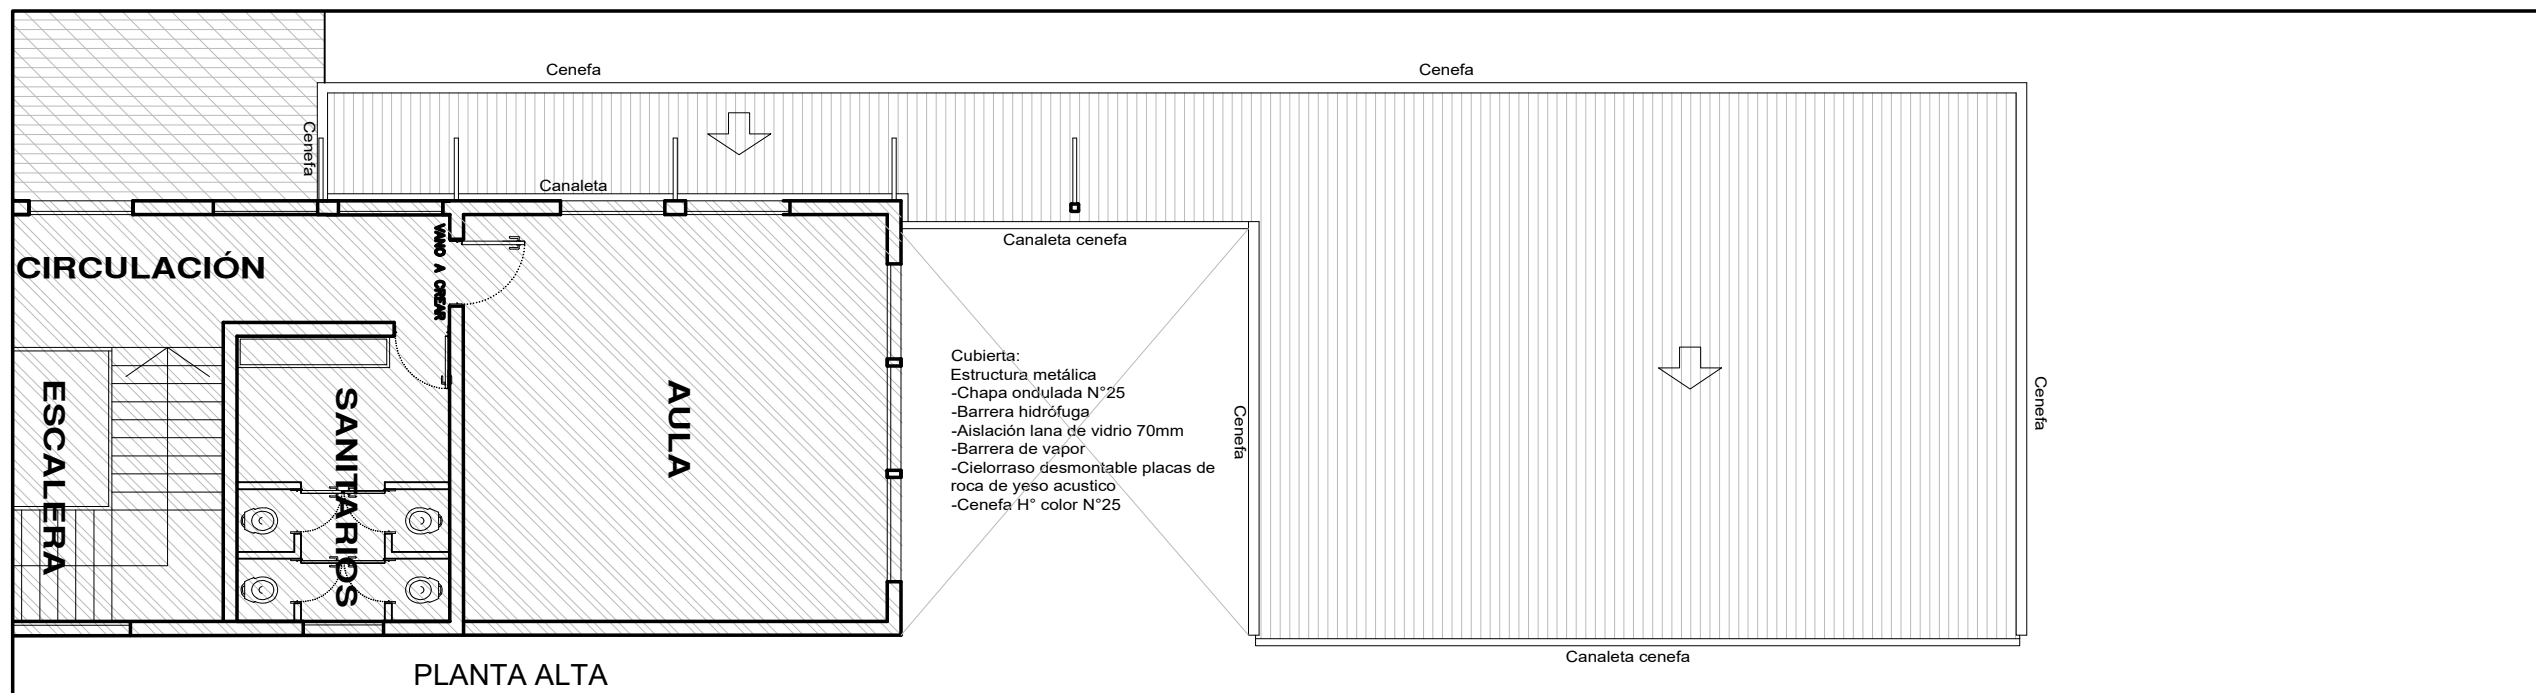 Cenefa
Cenefa
Cenefa
Canaleta
VANO A CREAR
Canaleta cenefa
CIRCULACIÓN
Cubierta:
Estructura metálica
-Chapa ondulada N°25
-Barrera hidrófuga
-Aislación lana de vidrio 70mm
-Barrera de vapor
-Cielorraso desmontable placas de
roca de yeso acustico
-Cenefa H° color N°25
ESCALERA
SANITARIOS
AULA
Cenefa
Cenefa
Canaleta cenefa
PLANTA ALTA